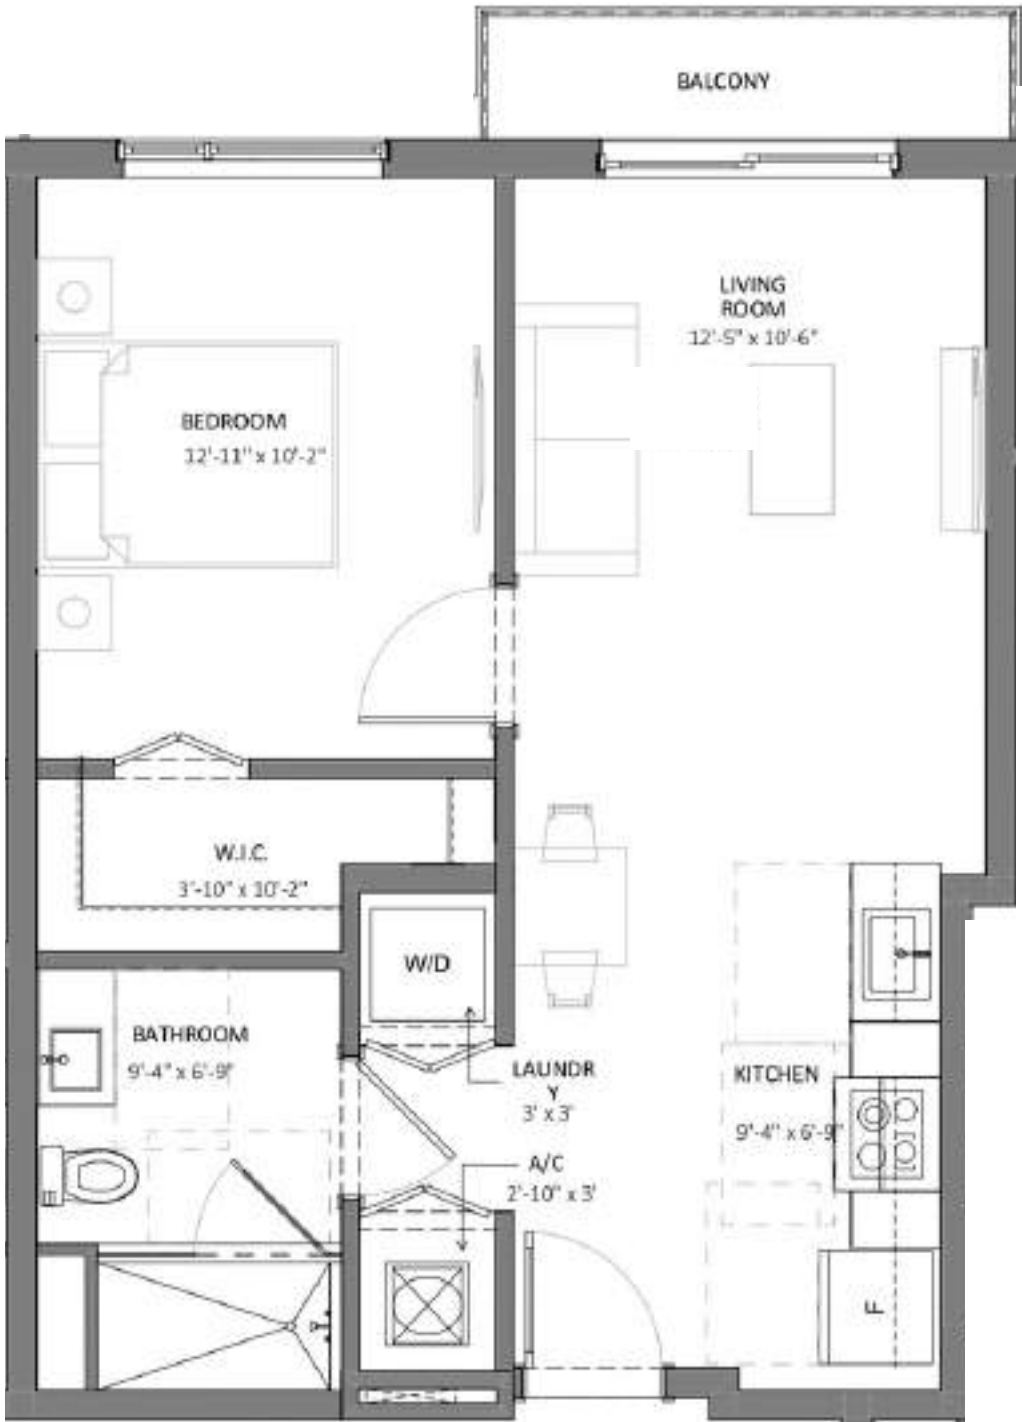 BALCONY
LIVING
ROOM
12'-5" x 10'-6"
BEDROOM
12'-11" x 10'-2"
W.I.C.
3'-10" x 10'-2"
W/D
BATHROOM
9'-4" x 6'-9"
LAUNDR
Y
3' x 3'
KITCHEN
9'-4" x 6'-9"
A/C
2'-10" x 3'
F